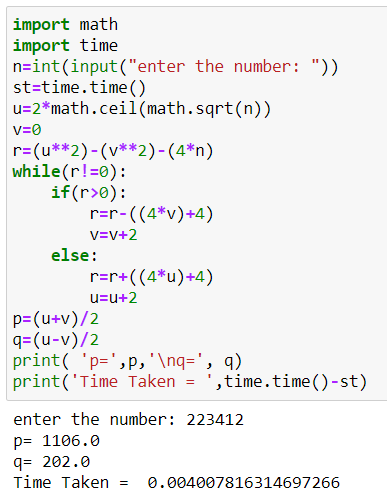 import math
import time
n=int(input("enter the number: "))
st=time.time()
u=2*math.ceil(math.sqrt(n))
v=0
r=(u**2)-(v**2)-(4*n)
while(r!=0):
    if(r>0):
        r=r-((4*v)+4)
        v=v+2
    else:
        r=r+((4*u)+4)
        u=u+2
p=(u+v)/2
q=(u-v)/2
print( 'p=',p,'\nq=', q)
print('Time Taken = ',time.time()-st)
enter the number: 223412
p= 1106.0
q= 202.0
Time Taken =  0.004007816314697266